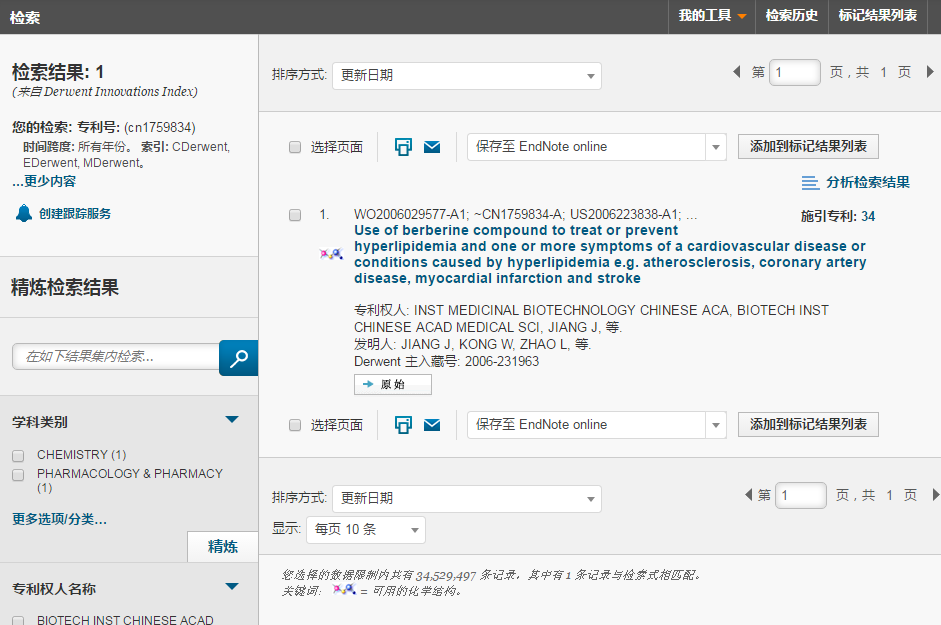 检索
我的工具
检索历史
标记结果列表
检索结果: 1
(来自 Derwent Innovations Index)
您的检索: 专利号: (cn1759834)
时间跨度: 所有年份。 索引: CDerwent,
EDerwent, MDerwent。
...更少内容
创建跟踪服务
精炼检索结果
在如下结果集内检索...
学科类别
CHEMISTRY (1)
PHARMACOLOGY & PHARMACY
(1)
更多选项/分类...
精炼
专利权人名称
BIOTECH INST CHINESE ACAD
排序方式: 更新日期
第 1 页 , 共 1 页
选择页面
保存至 EndNote online
添加到标记结果列表
分析检索结果
1.
WO2006029577-A1; ~CN1759834-A; US2006223838-A1; ...
施引专利: 34
Use of berberine compound to treat or prevent
hyperlipidemia and one or more symptoms of a cardiovascular disease or
conditions caused by hyperlipidemia e.g. atherosclerosis, coronary artery
disease, myocardial infarction and stroke
专利权人: INST MEDICINAL BIOTECHNOLOGY CHINESE ACA, BIOTECH INST
CHINESE ACAD MEDICAL SCI, JIANG J, 等.
发明人: JIANG J, KONG W, ZHAO L, 等.
Derwent 主入藏号: 2006-231963
原始
选择页面
保存至 EndNote online
添加到标记结果列表
排序方式: 更新日期
第 1 页 , 共 1 页
显示: 每页 10 条
您选择的数据限制内共有 34,529,497 条记录，其中有 1 条记录与检索式相匹配。
关键词: = 可用的化学结构。